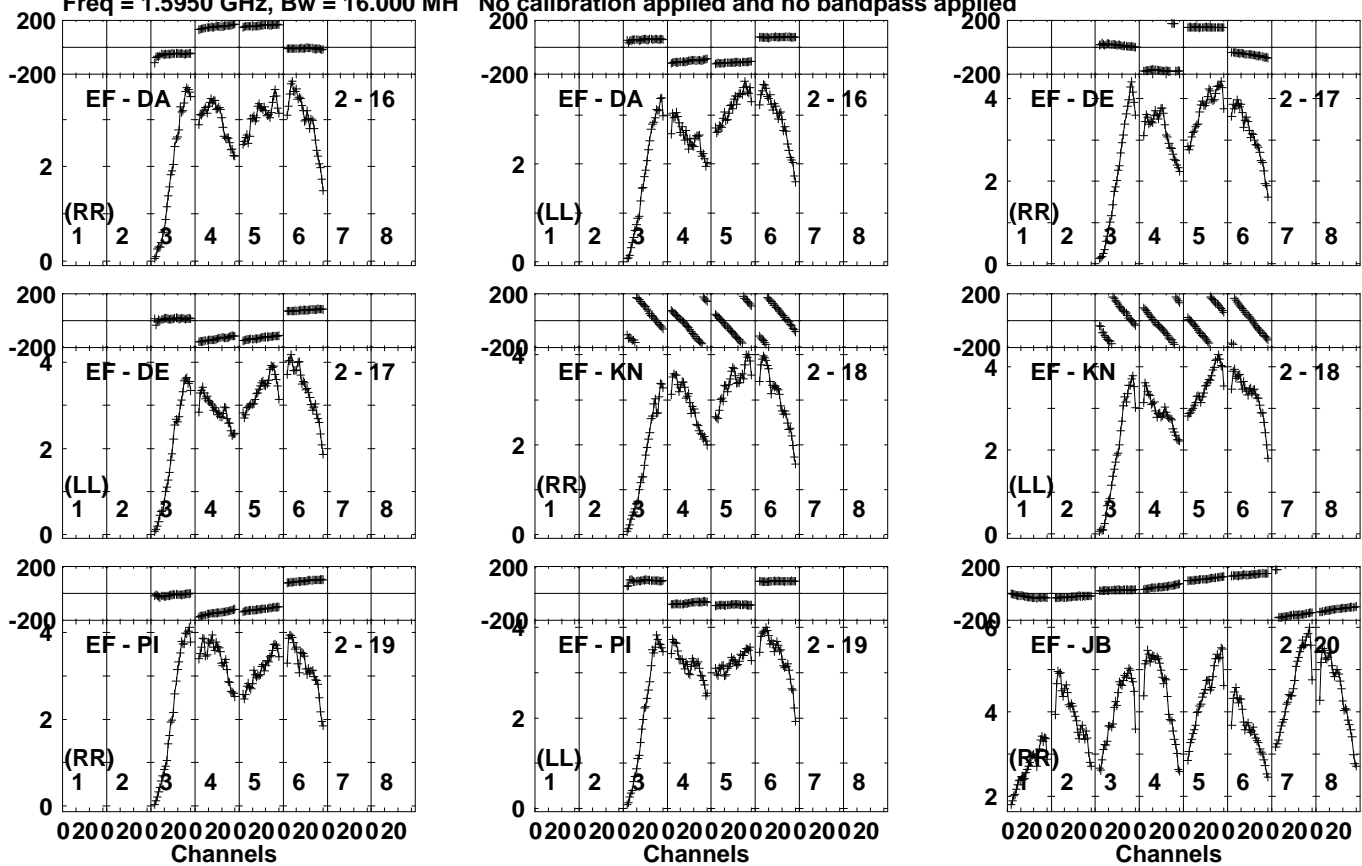 Freq = 1.5950 GHz, Bw = 16.000 MH   No calibration applied and no bandpass applied
200
-200
EF - DA 2 - 16
2
0
(RR)
1 2 3 4 5 6 7 8
200
-200
EF - DA 2 - 16
2
0
(LL)
1 2 3 4 5 6 7 8
200
-200
EF - DE 2 - 17
4
2
0
(RR)
1 2 3 4 5 6 7 8
200
-200
EF - DE 2 - 17
4
2
0
(LL)
1 2 3 4 5 6 7 8
200
-200
EF - KN 2 - 18
4
2
0
(RR)
1 2 3 4 5 6 7 8
200
-200
EF - KN 2 - 18
4
2
0
(LL)
1 2 3 4 5 6 7 8
200
-200
EF - PI 2 - 19
4
2
0
(RR)
1 2 3 4 5 6 7 8
0 20 0 20 0 20 0 20 0 20 0 20 0 20 0 20
Channels
200
-200
EF - PI 2 - 19
4
2
0
(LL)
1 2 3 4 5 6 7 8
0 20 0 20 0 20 0 20 0 20 0 20 0 20 0 20
Channels
200
-200
EF - JB 2 - 20
6
4
2
(RR)
1 2 3 4 5 6 7 8
0 20 0 20 0 20 0 20 0 20 0 20 0 20 0 20
Channels